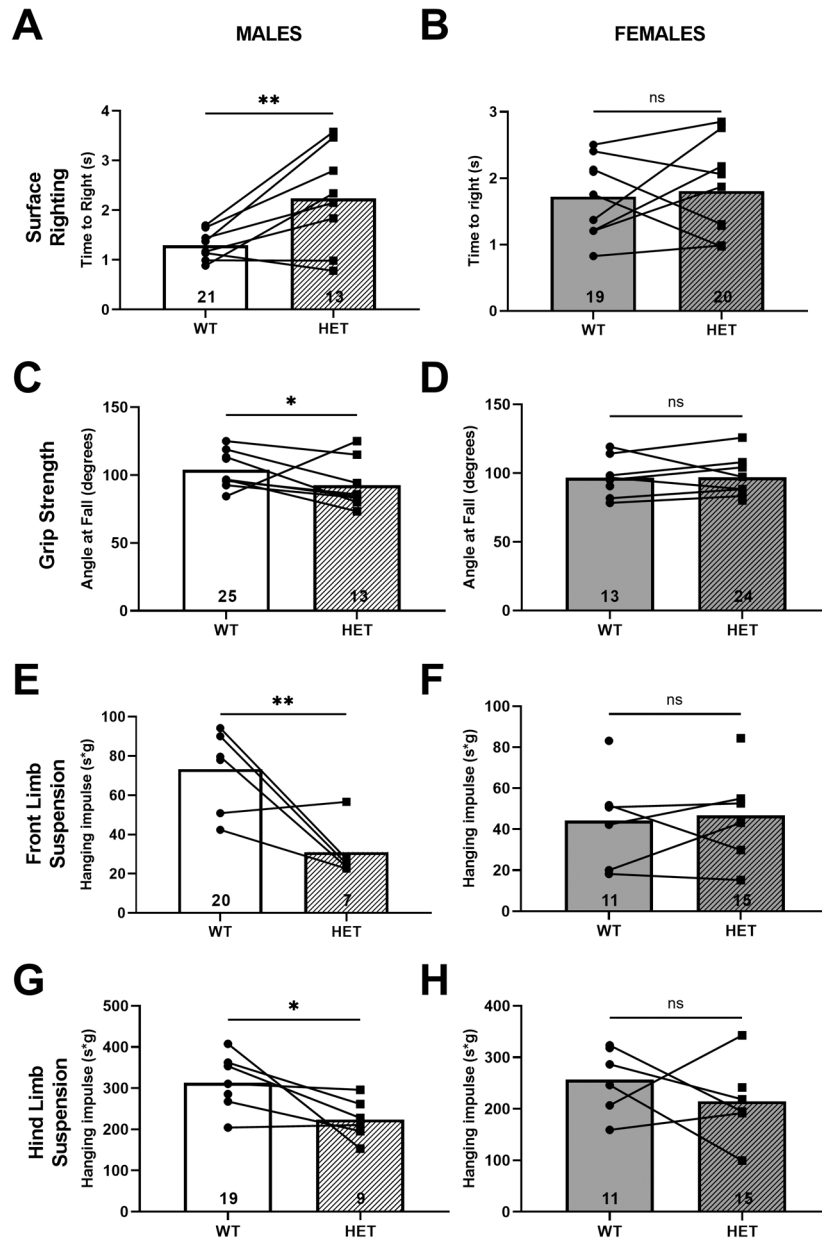 A
MALES
B
FEMALES
Surface
Righting
Time to Right (s)
4
3
2
1
0
**
21
13
WT
HET
Time to right (s)
3
2
1
0
ns
19
20
WT
HET
C
D
Grip Strength
Angle at Fall (degrees)
150
100
50
0
*
25
13
WT
HET
Angle at Fall (degrees)
150
100
50
0
ns
13
24
WT
HET
E
F
Front Limb
Suspension
Hanging impulse (s*g)
100
80
60
40
20
0
**
20
7
WT
HET
Hanging impulse (s*g)
100
80
60
40
20
0
ns
11
15
WT
HET
G
H
Hind Limb
Suspension
Hanging impulse (s*g)
500
400
300
200
100
0
*
19
9
WT
HET
Hanging impulse (s*g)
400
300
200
100
0
ns
11
15
WT
HET